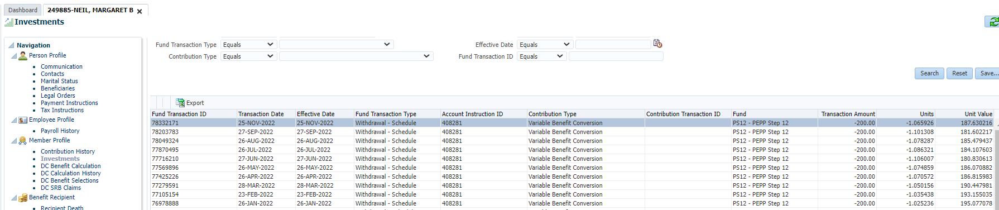 Dashboard 249885-NEIL, MARGARET B
Investments
Navigation
Person Profile
Communication
Contacts
Marital Status
Beneficiaries
Legal Orders
Payment Instructions
Tax Instructions
Employee Profile
Payroll History
Member Profile
Contribution History
Investments
DC Benefit Calculation
DC Calculation History
DC Benefit Selections
DC SRB Claims
Benefit Recipient
Recipient Death
Fund Transaction Type Equals Effective Date Equals
Contribution Type Equals Fund Transaction ID Equals
Search Reset Save...
Export
Fund Transaction ID Transaction Date Effective Date Fund Transaction Type Account Instruction ID Contribution Type Contribution Transaction ID Fund Transaction Amount Units Unit Value
78332171 25-NOV-2022 25-NOV-2022 Withdrawal - Schedule 408281 Variable Benefit Conversion PS12 - PEPP Step 12 -200.00 -1.065926 187.630216
78203783 27-SEP-2022 27-SEP-2022 Withdrawal - Schedule 408281 Variable Benefit Conversion PS12 - PEPP Step 12 -200.00 -1.101308 181.602217
78049324 26-AUG-2022 26-AUG-2022 Withdrawal - Schedule 408281 Variable Benefit Conversion PS12 - PEPP Step 12 -200.00 -1.078287 185.479437
77870495 26-JUL-2022 26-JUL-2022 Withdrawal - Schedule 408281 Variable Benefit Conversion PS12 - PEPP Step 12 -200.00 -1.086321 184.107603
77716210 27-JUN-2022 27-JUN-2022 Withdrawal - Schedule 408281 Variable Benefit Conversion PS12 - PEPP Step 12 -200.00 -1.106007 180.830613
77569896 26-MAY-2022 26-MAY-2022 Withdrawal - Schedule 408281 Variable Benefit Conversion PS12 - PEPP Step 12 -200.00 -1.074859 186.070882
77425226 26-APR-2022 26-APR-2022 Withdrawal - Schedule 408281 Variable Benefit Conversion PS12 - PEPP Step 12 -200.00 -1.070572 186.815983
77279591 28-MAR-2022 28-MAR-2022 Withdrawal - Schedule 408281 Variable Benefit Conversion PS12 - PEPP Step 12 -200.00 -1.050156 190.447981
77105154 23-FEB-2022 23-FEB-2022 Withdrawal - Schedule 408281 Variable Benefit Conversion PS12 - PEPP Step 12 -200.00 -1.035438 193.155035
76978888 26-JAN-2022 26-JAN-2022 Withdrawal - Schedule 408281 Variable Benefit Conversion PS12 - PEPP Step 12 -200.00 -1.025236 195.077078